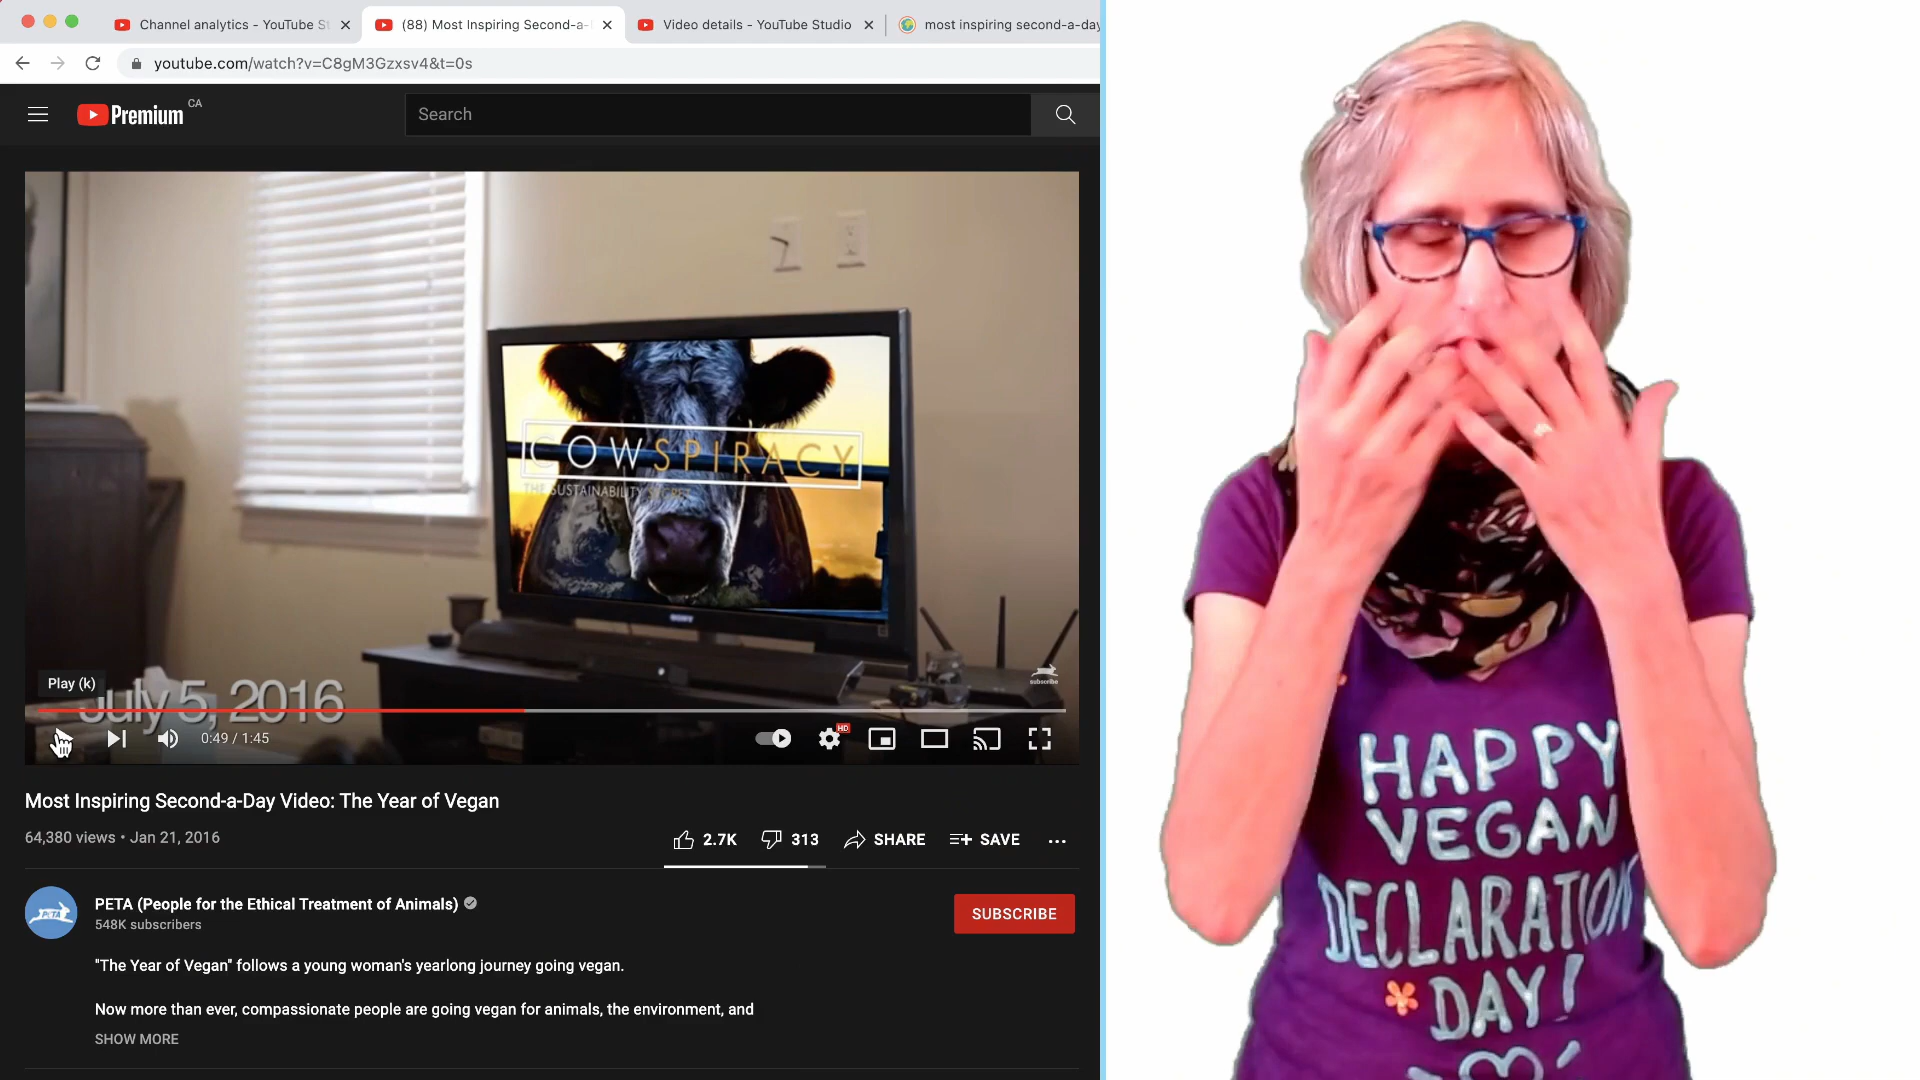 Channel analytics - YouTube St
(88) Most Inspiring Second-a-
Video details - YouTube Studio
most inspiring second-a-day
youtube.com/watch?v=C8gM3Gzxsv4&t=0s
Premium CA
Search
COWSPIRACY
THE SUSTAINABILITY SECRET
SONY
subscribe
Play (k)
July 5, 2016
0:49 / 1:45
HD
Most Inspiring Second-a-Day Video: The Year of Vegan
64,380 views • Jan 21, 2016
2.7K
313
SHARE
SAVE
PETA
PETA (People for the Ethical Treatment of Animals)
548K subscribers
SUBSCRIBE
"The Year of Vegan" follows a young woman's yearlong journey going vegan.
Now more than ever, compassionate people are going vegan for animals, the environment, and
SHOW MORE
HAPPY
VEGAN
DECLARATION
DAY!